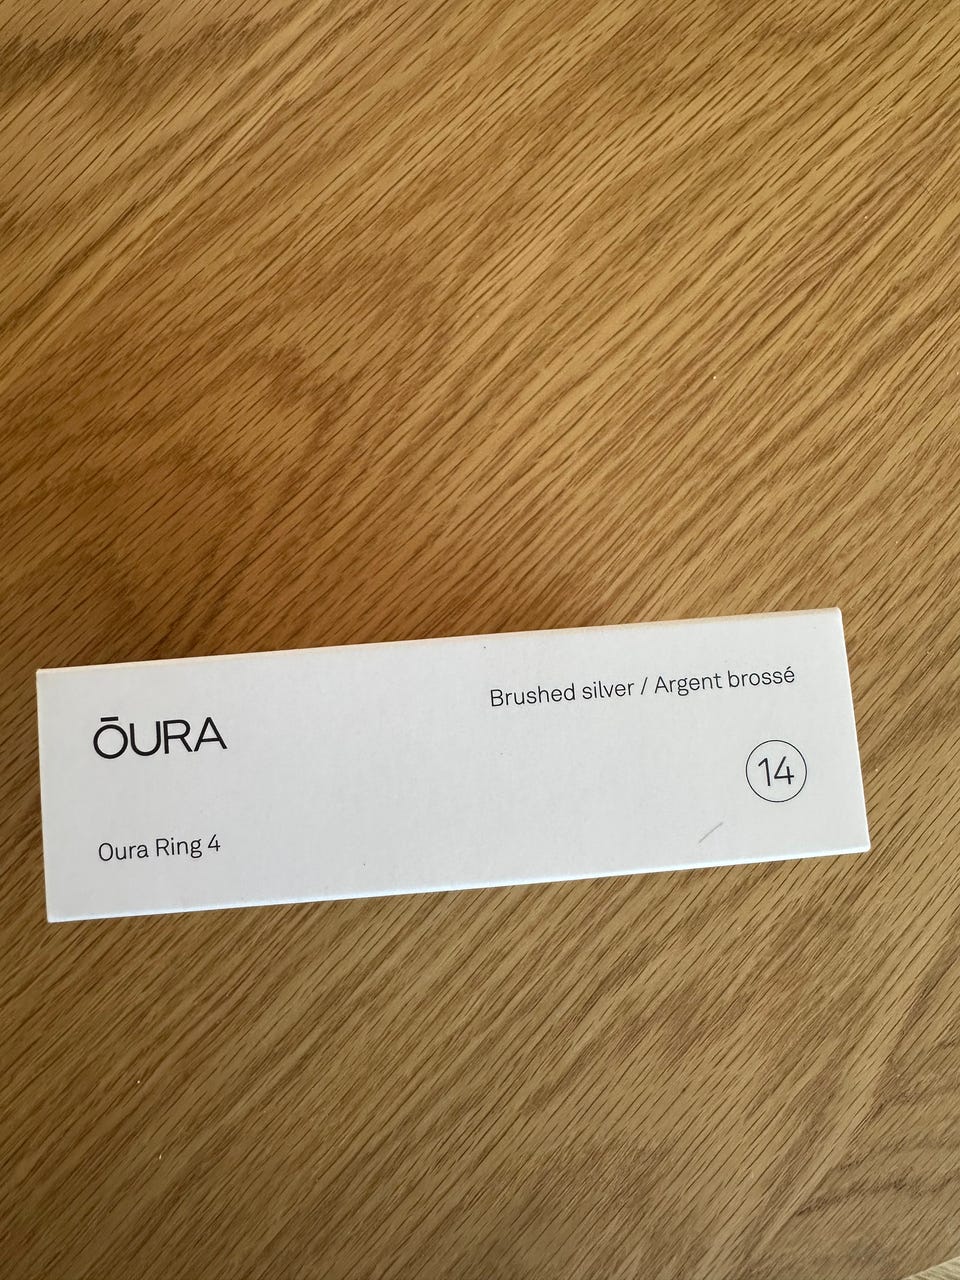 ŌURA
Brushed silver / Argent brossé
14
Oura Ring 4